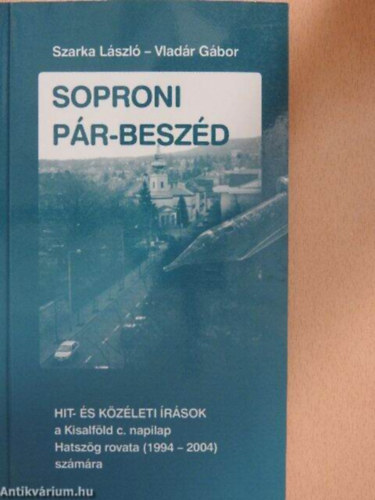 Szarka László – Vladár Gábor
SOPRONI
PÁR-BESZÉD
HIT- ÉS KÖZÉLETI ÍRÁSOK
a Kisalföld c. napilap
Hatszög rovata (1994 – 2004)
számára
Antikvárium.hu